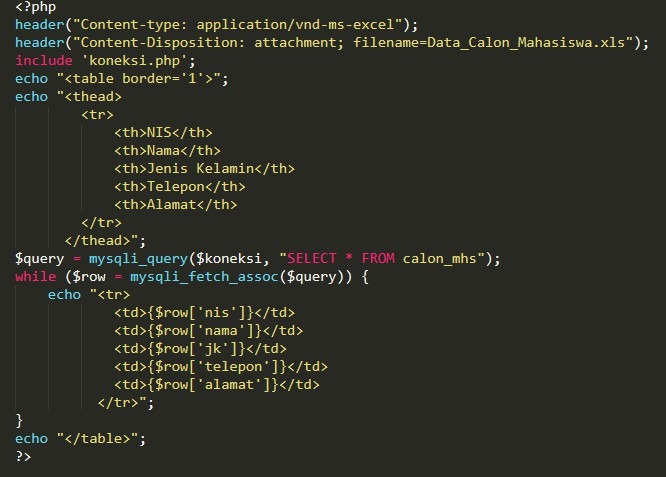 <?php
header("Content-type: application/vnd-ms-excel");
header("Content-Disposition: attachment; filename=Data_Calon_Mahasiswa.xls");
include 'koneksi.php';
echo "<table border='1'>";
echo "<thead>
        <tr>
            <th>NIS</th>
            <th>Nama</th>
            <th>Jenis Kelamin</th>
            <th>Telepon</th>
            <th>Alamat</th>
        </tr>
      </thead>";
$query = mysqli_query($koneksi, "SELECT * FROM calon_mhs");
while ($row = mysqli_fetch_assoc($query)) {
    echo "<tr>
            <td>{$row['nis']}</td>
            <td>{$row['nama']}</td>
            <td>{$row['jk']}</td>
            <td>{$row['telepon']}</td>
            <td>{$row['alamat']}</td>
          </tr>";
}
echo "</table>";
?>